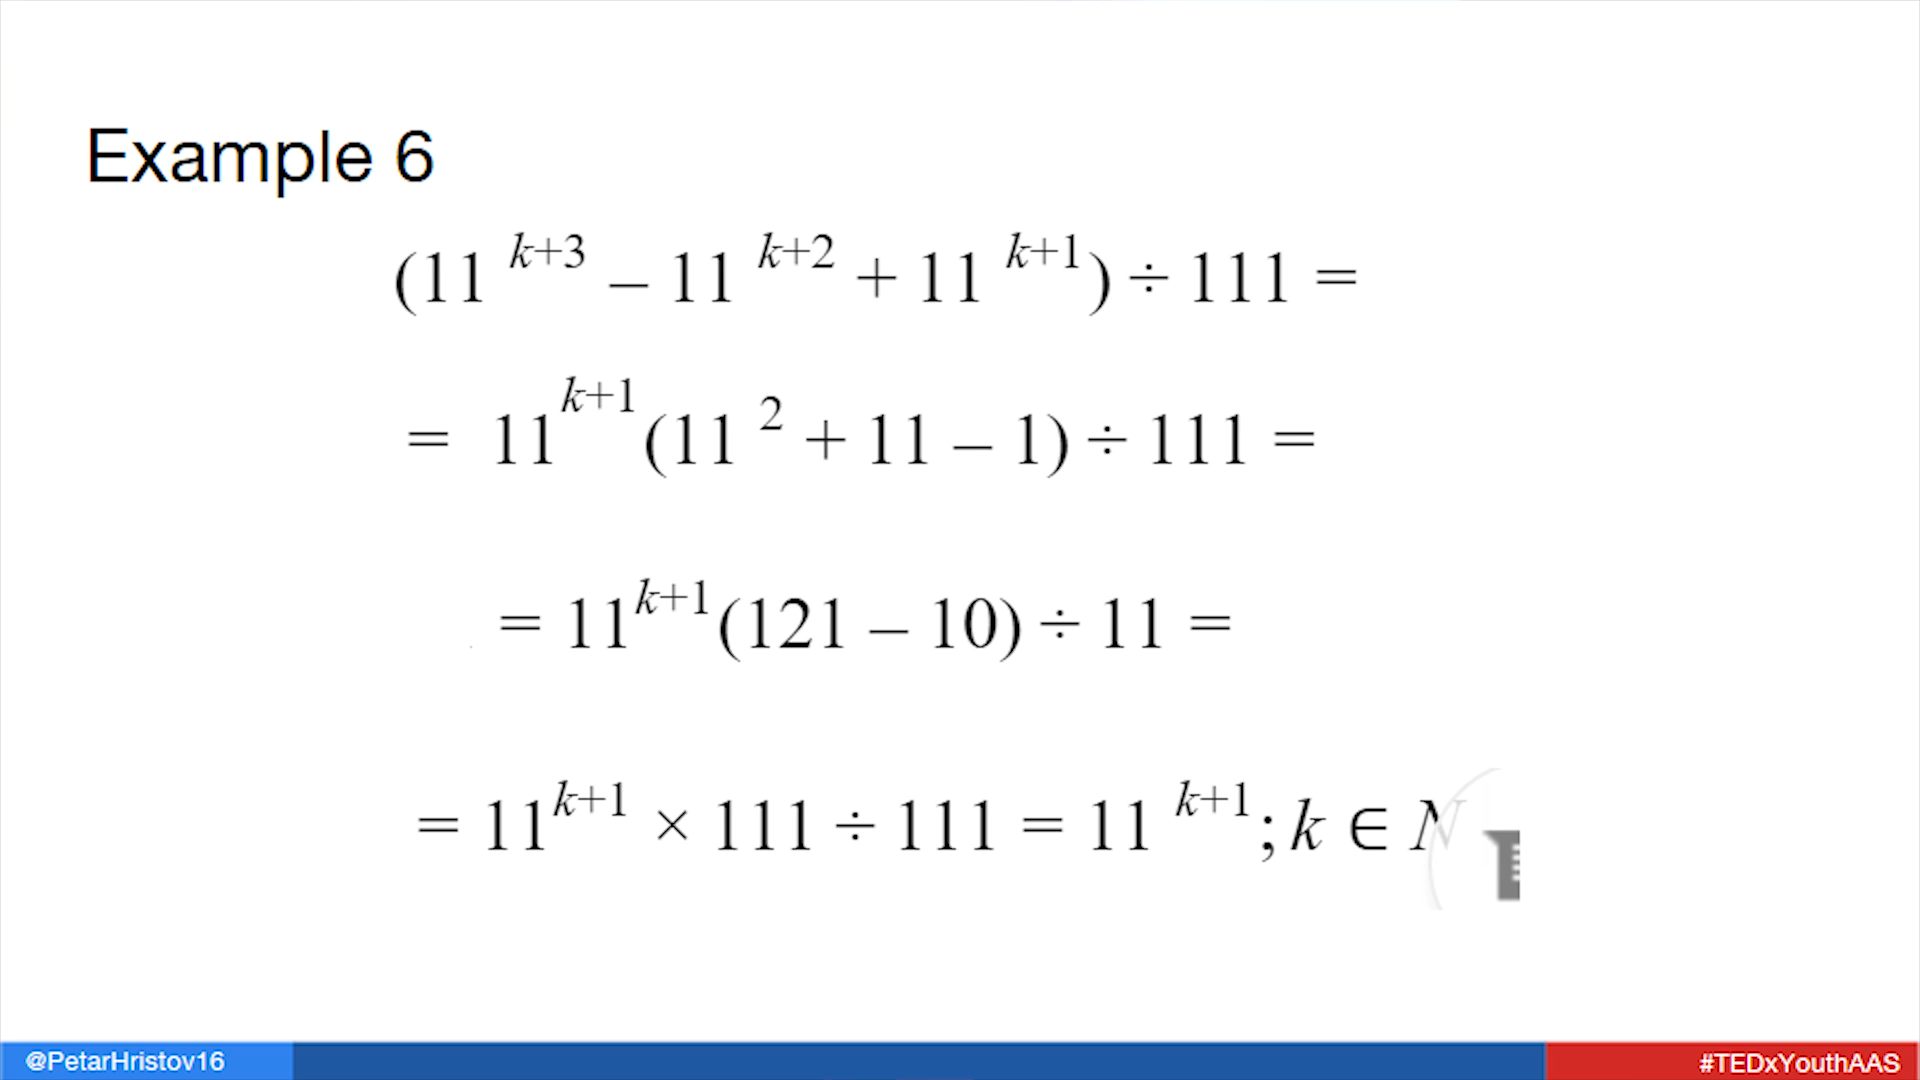 Example 6
(11 ^{k+3} – 11 ^{k+2} + 11 ^{k+1}) ÷ 111 =
= 11^{k+1}(11 ^{2} + 11 – 1) ÷ 111 =
= 11^{k+1}(121 – 10) ÷ 11 =
= 11^{k+1} × 111 ÷ 111 = 11 ^{k+1}; k ∈ N
@PetarHristov16
#TEDxYouthAAS